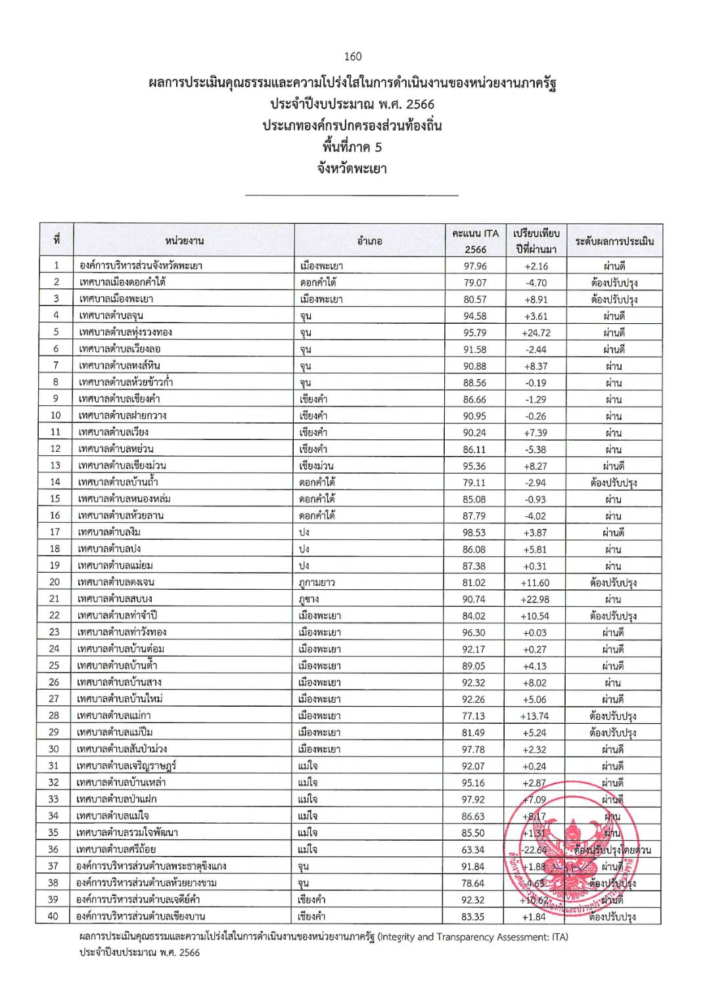 160
ผลการประเมินคุณธรรมและความโปร่งใสในการดำเนินงานของหน่วยงานภาครัฐ
ประจำปีงบประมาณ พ.ศ. 2566
ประเภทองค์กรปกครองส่วนท้องถิ่น
พื้นที่ภาค 5
จังหวัดพะเยา
ที่ หน่วยงาน อำเภอ คะแนน ITA 2566 เปรียบเทียบปีที่ผ่านมา ระดับผลการประเมิน
1 องค์การบริหารส่วนจังหวัดพะเยา เมืองพะเยา 97.96 +2.16 ผ่านดี
2 เทศบาลเมืองดอกคำใต้ ดอกคำใต้ 79.07 -4.70 ต้องปรับปรุง
3 เทศบาลเมืองพะเยา เมืองพะเยา 80.57 +8.91 ต้องปรับปรุง
4 เทศบาลตำบลจุน จุน 94.58 +3.61 ผ่านดี
5 เทศบาลตำบลทุ่งรวงทอง จุน 95.79 +24.72 ผ่านดี
6 เทศบาลตำบลเวียงลอ จุน 91.58 -2.44 ผ่านดี
7 เทศบาลตำบลหงส์หิน จุน 90.88 +8.37 ผ่าน
8 เทศบาลตำบลห้วยข้าวก่ำ จุน 88.56 -0.19 ผ่าน
9 เทศบาลตำบลเชียงคำ เชียงคำ 86.66 -1.29 ผ่าน
10 เทศบาลตำบลฝายกวาง เชียงคำ 90.95 -0.26 ผ่าน
11 เทศบาลตำบลเวียง เชียงคำ 90.24 +7.39 ผ่าน
12 เทศบาลตำบลหย่วน เชียงคำ 86.11 -5.38 ผ่าน
13 เทศบาลตำบลเชียงม่วน เชียงม่วน 95.36 +8.27 ผ่านดี
14 เทศบาลตำบลบ้านถ้ำ ดอกคำใต้ 79.11 -2.94 ต้องปรับปรุง
15 เทศบาลตำบลหนองหล่ม ดอกคำใต้ 85.08 -0.93 ผ่าน
16 เทศบาลตำบลห้วยลาน ดอกคำใต้ 87.79 -4.02 ผ่าน
17 เทศบาลตำบลงิม ปง 98.53 +3.87 ผ่านดี
18 เทศบาลตำบลปง ปง 86.08 +5.81 ผ่าน
19 เทศบาลตำบลแม่ยม ปง 87.38 +0.31 ผ่าน
20 เทศบาลตำบลดงเจน ภูกามยาว 81.02 +11.60 ต้องปรับปรุง
21 เทศบาลตำบลสบบง ภูซาง 90.74 +22.98 ผ่าน
22 เทศบาลตำบลท่าจำปี เมืองพะเยา 84.02 +10.54 ต้องปรับปรุง
23 เทศบาลตำบลท่าวังทอง เมืองพะเยา 96.30 +0.03 ผ่านดี
24 เทศบาลตำบลบ้านต๋อม เมืองพะเยา 92.17 +0.27 ผ่านดี
25 เทศบาลตำบลบ้านต๊ำ เมืองพะเยา 89.05 +4.13 ผ่านดี
26 เทศบาลตำบลบ้านสาง เมืองพะเยา 92.32 +8.02 ผ่าน
27 เทศบาลตำบลบ้านใหม่ เมืองพะเยา 92.26 +5.06 ผ่านดี
28 เทศบาลตำบลแม่กา เมืองพะเยา 77.13 +13.74 ต้องปรับปรุง
29 เทศบาลตำบลแม่ปืม เมืองพะเยา 81.49 +5.24 ต้องปรับปรุง
30 เทศบาลตำบลสันป่าม่วง เมืองพะเยา 97.78 +2.32 ผ่านดี
31 เทศบาลตำบลเจริญราษฎร์ แม่ใจ 92.07 +0.24 ผ่านดี
32 เทศบาลตำบลบ้านเหล่า แม่ใจ 95.16 +2.87 ผ่านดี
33 เทศบาลตำบลป่าแฝก แม่ใจ 97.92 +7.09 ผ่านดี
34 เทศบาลตำบลแม่ใจ แม่ใจ 86.63 +8.17 ผ่าน
35 เทศบาลตำบลรวมใจพัฒนา แม่ใจ 85.50 +1.31 ผ่าน
36 เทศบาลตำบลศรีถ้อย แม่ใจ 63.34 -22.64 ต้องปรับปรุงโดยด่วน
37 องค์การบริหารส่วนตำบลพระธาตุขิงแกง จุน 91.84 +1.88 ผ่านดี
38 องค์การบริหารส่วนตำบลห้วยยางขาม จุน 78.64 -4.63 ต้องปรับปรุง
39 องค์การบริหารส่วนตำบลเจดีย์คำ เชียงคำ 92.32 +10.62 ผ่านดี
40 องค์การบริหารส่วนตำบลเชียงบาน เชียงคำ 83.35 +1.84 ต้องปรับปรุง
ผลการประเมินคุณธรรมและความโปร่งใสในการดำเนินงานของหน่วยงานภาครัฐ (Integrity and Transparency Assessment: ITA)
ประจำปีงบประมาณ พ.ศ. 2566